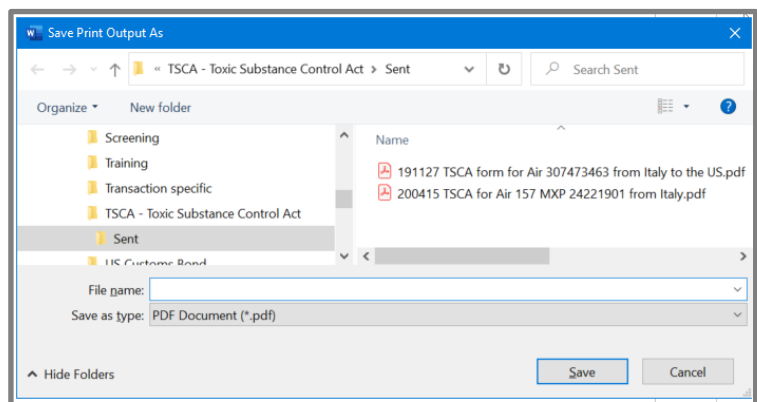 Save Print Output As
« TSCA - Toxic Substance Control Act > Sent
Search Sent
Organize
New folder
Screening
Training
Transaction specific
TSCA - Toxic Substance Control Act
Sent
US Customs Bond
Name
191127 TSCA form for Air 307473463 from Italy to the US.pdf
200415 TSCA for Air 157 MXP 24221901 from Italy.pdf
File name:
Save as type: PDF Document (*.pdf)
Hide Folders
Save
Cancel